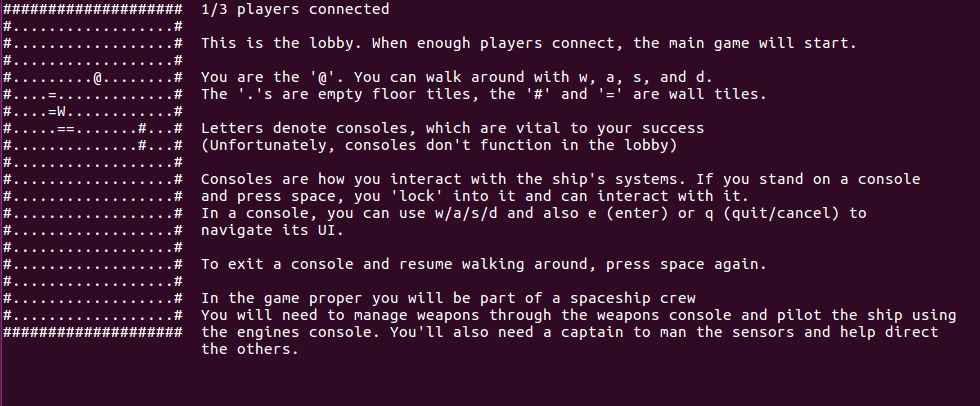 ####################  1/3 players connected
#..................#
#..................#  This is the lobby. When enough players connect, the main game will start.
#..................#
#.........@........#  You are the '@'. You can walk around with w, a, s, and d.
#....=.............#  The '.'s are empty floor tiles, the '#' and '=' are wall tiles.
#....=W............#
#.....==.......#...#  Letters denote consoles, which are vital to your success
#..............#...#  (Unfortunately, consoles don't function in the lobby)
#..................#
#..................#  Consoles are how you interact with the ship's systems. If you stand on a console
#..................#  and press space, you 'lock' into it and can interact with it.
#..................#  In a console, you can use w/a/s/d and also e (enter) or q (quit/cancel) to
#..................#  navigate its UI.
#..................#
#..................#  To exit a console and resume walking around, press space again.
#..................#
#..................#  In the game proper you will be part of a spaceship crew
#..................#  You will need to manage weapons through the weapons console and pilot the ship using
####################  the engines console. You'll also need a captain to man the sensors and help direct
                      the others.